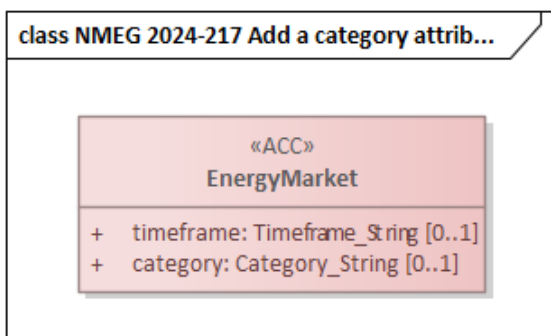 class NMEG 2024-217 Add a category attrib...
«ACC»
EnergyMarket
+ timeframe: Timeframe_String [0..1]
+ category: Category_String [0..1]